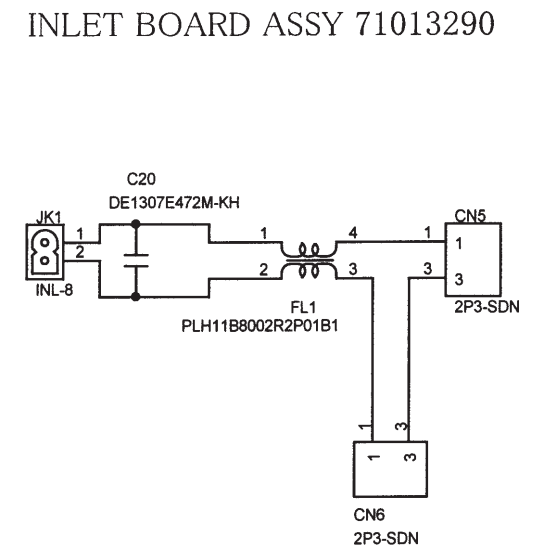 INLET BOARD ASSY 71013290
C20
DE1307E472M-KH
JK1
1
2
INL-8
1
4
2
3
FL1
PLH11B8002R2P01B1
CN5
1
1
3
3
2P3-SDN
1
3
1
3
CN6
2P3-SDN